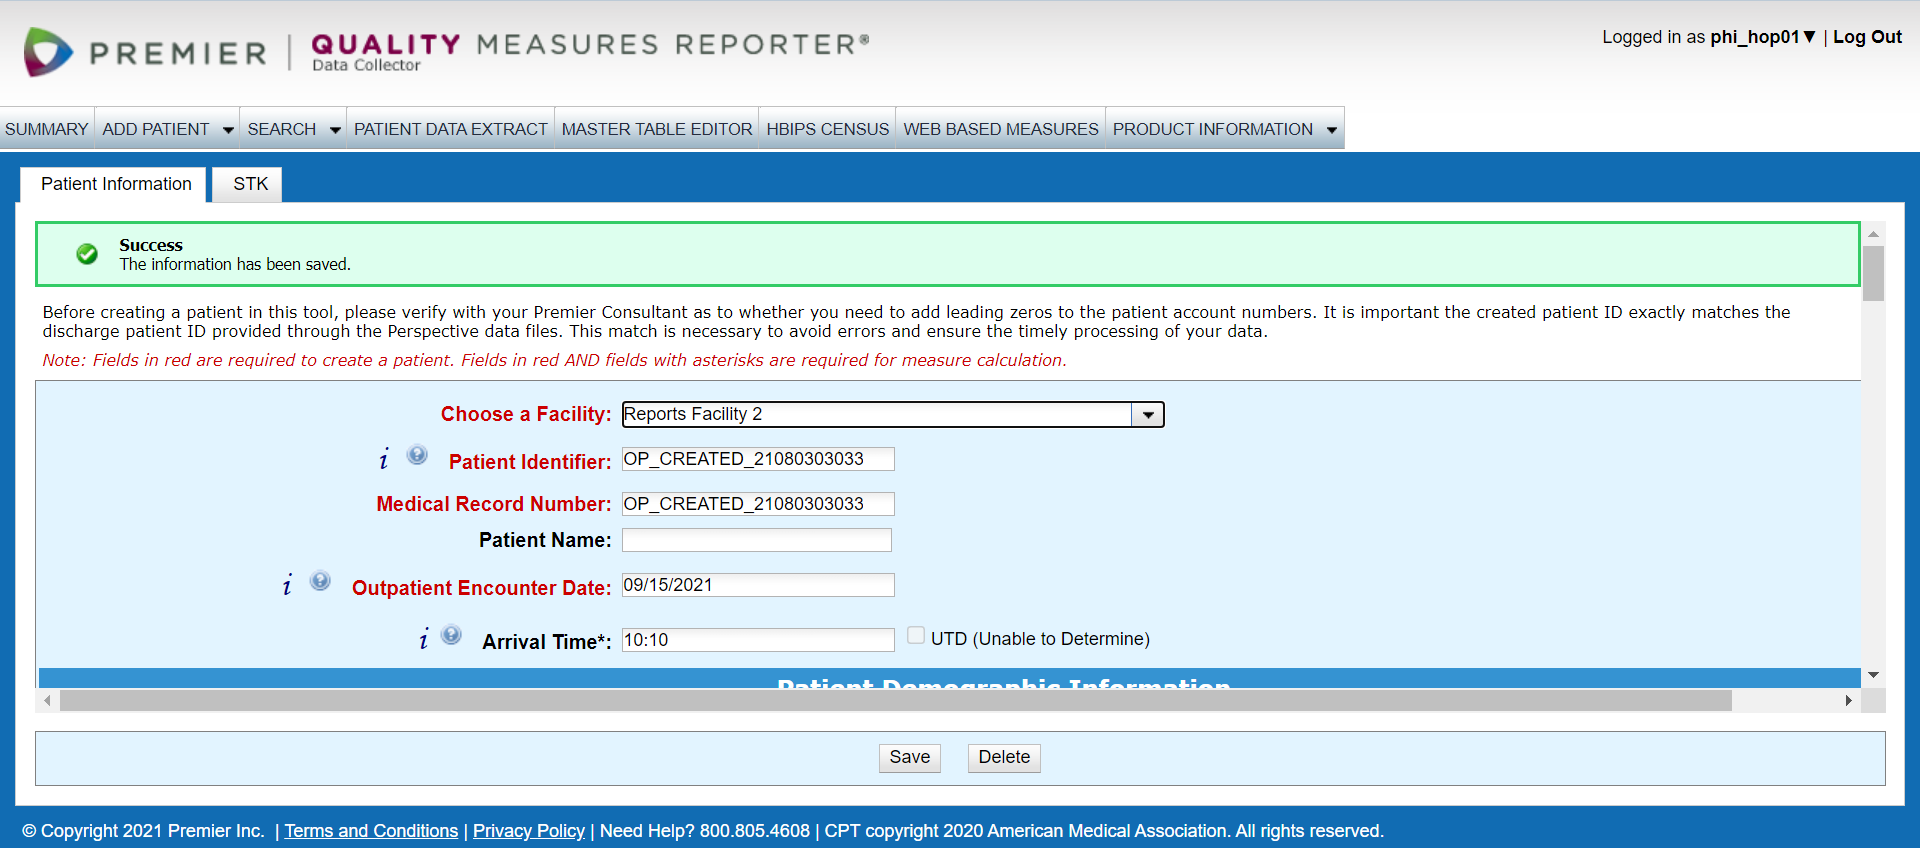 PREMIER | QUALITY MEASURES REPORTER®
Data Collector
Logged in as phi_hop01▼ | Log Out
SUMMARY ADD PATIENT SEARCH PATIENT DATA EXTRACT MASTER TABLE EDITOR HBIPS CENSUS WEB BASED MEASURES PRODUCT INFORMATION
Patient Information STK
Success
The information has been saved.
Before creating a patient in this tool, please verify with your Premier Consultant as to whether you need to add leading zeros to the patient account numbers. It is important the created patient ID exactly matches the
discharge patient ID provided through the Perspective data files. This match is necessary to avoid errors and ensure the timely processing of your data.
Note: Fields in red are required to create a patient. Fields in red AND fields with asterisks are required for measure calculation.
Choose a Facility: Reports Facility 2
i ? Patient Identifier: OP_CREATED_21080303033
Medical Record Number: OP_CREATED_21080303033
Patient Name:
i ? Outpatient Encounter Date: 09/15/2021
i ? Arrival Time*: 10:10 UTD (Unable to Determine)
Patient Demographic Information
Save Delete
© Copyright 2021 Premier Inc. | Terms and Conditions | Privacy Policy | Need Help? 800.805.4608 | CPT copyright 2020 American Medical Association. All rights reserved.